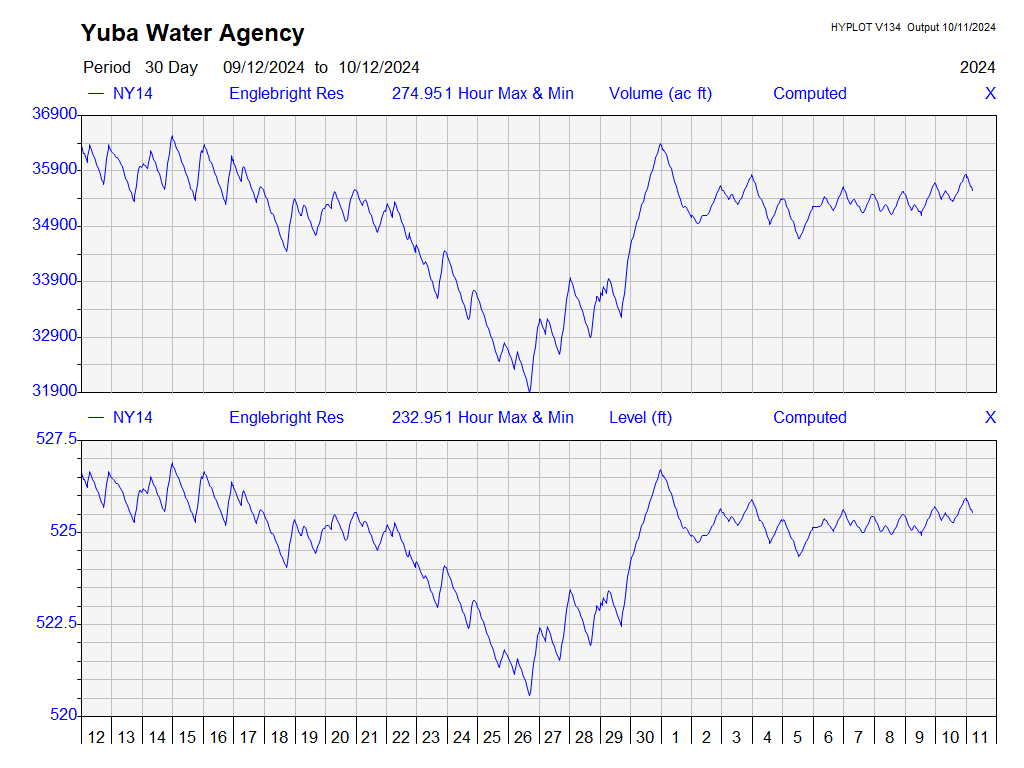 Yuba Water Agency
HYPLOT V134 Output 10/11/2024
Period 30 Day 09/12/2024 to 10/12/2024
2024
NY14 Englebright Res 274.951 Hour Max & Min Volume (ac ft) Computed X
36900
35900
34900
33900
32900
31900
NY14 Englebright Res 232.951 Hour Max & Min Level (ft) Computed X
527.5
525
522.5
520
12 13 14 15 16 17 18 19 20 21 22 23 24 25 26 27 28 29 30 1 2 3 4 5 6 7 8 9 10 11